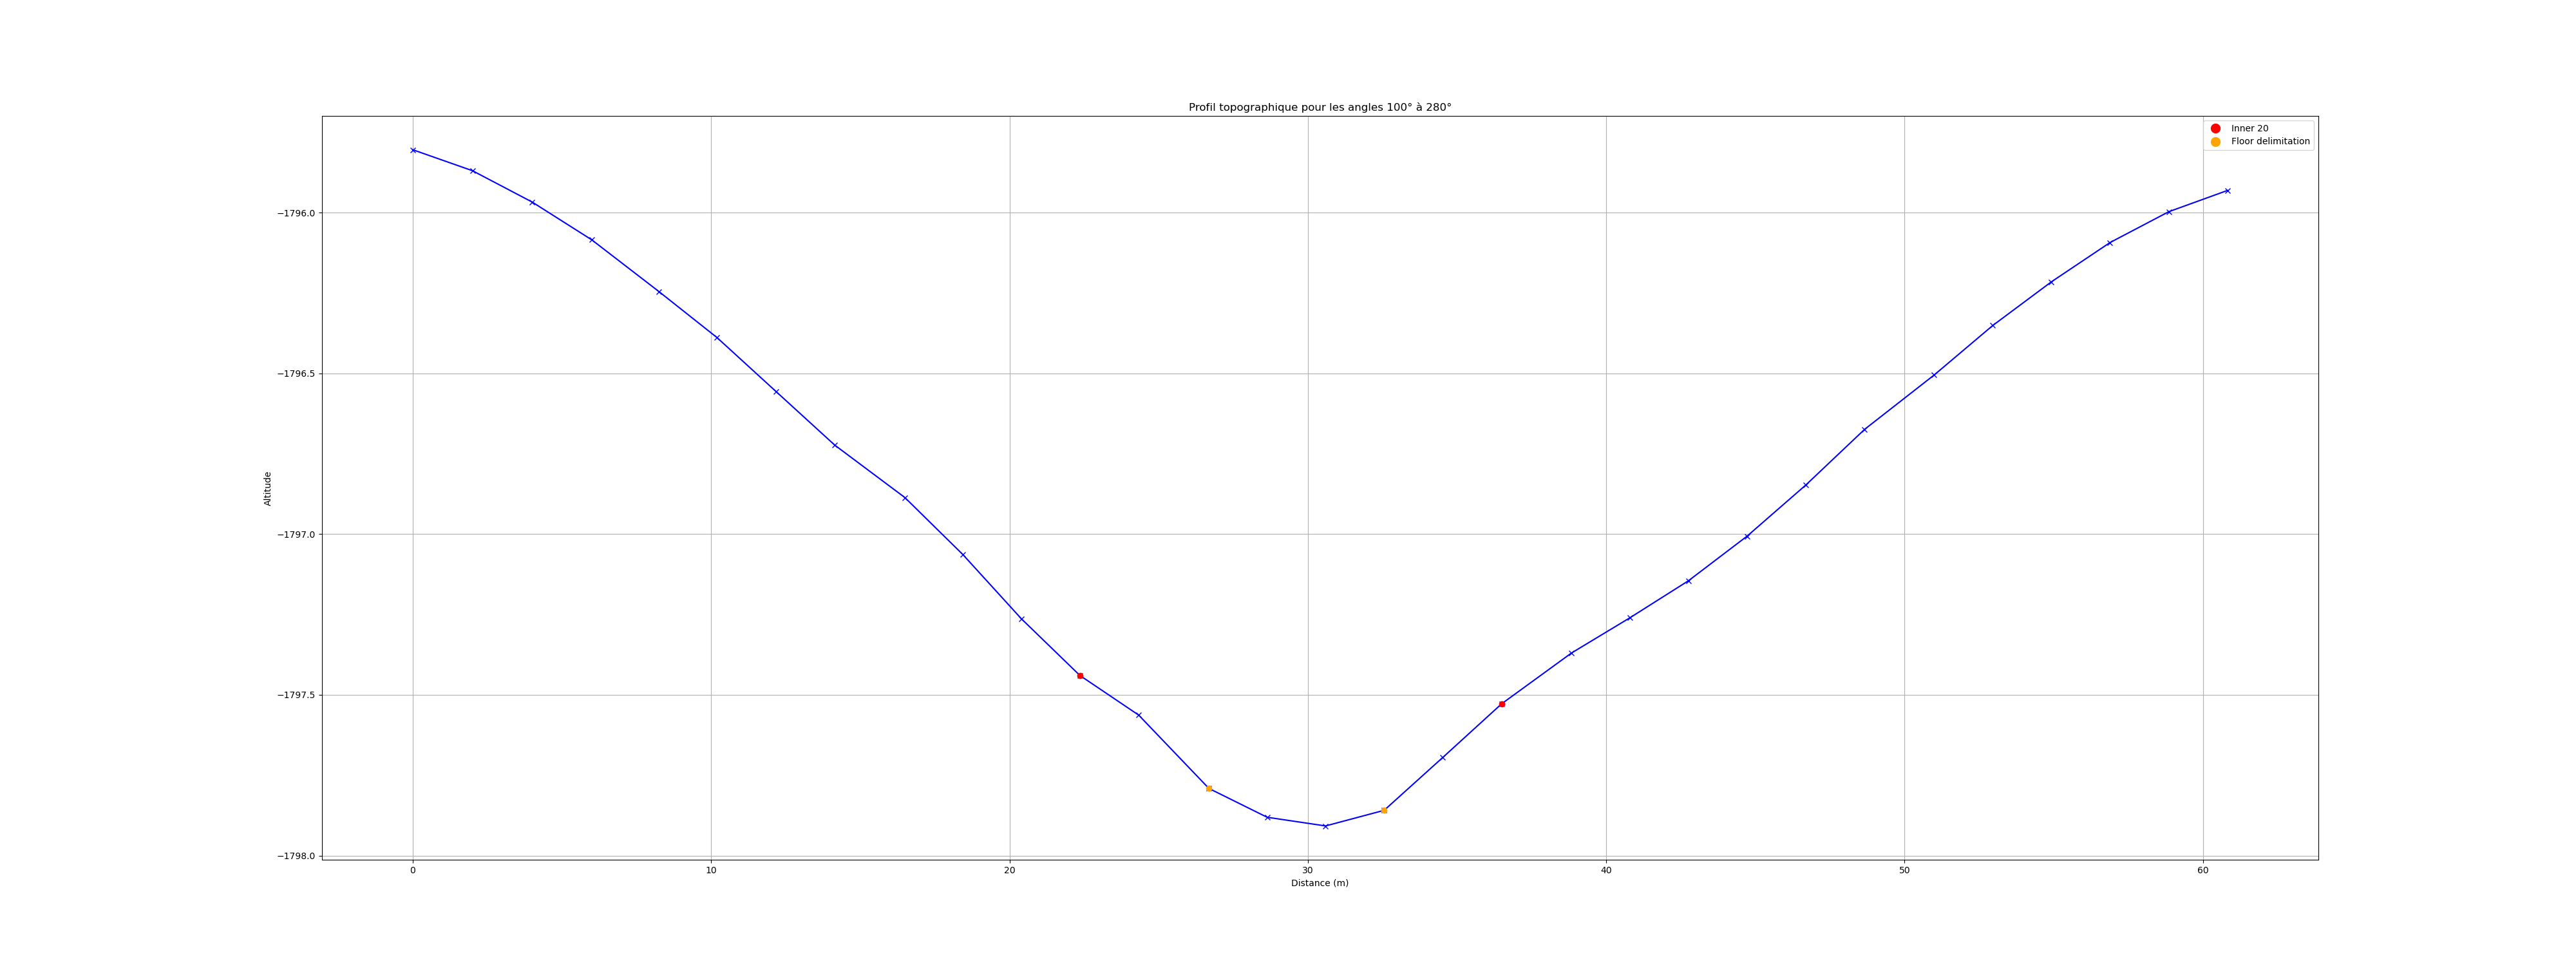 Profil topographique pour les angles 100° à 280°
Inner 20
Floor delimitation
Altitude
−1796.0
−1796.5
−1797.0
−1797.5
−1798.0
0 10 20 30 40 50 60
Distance (m)